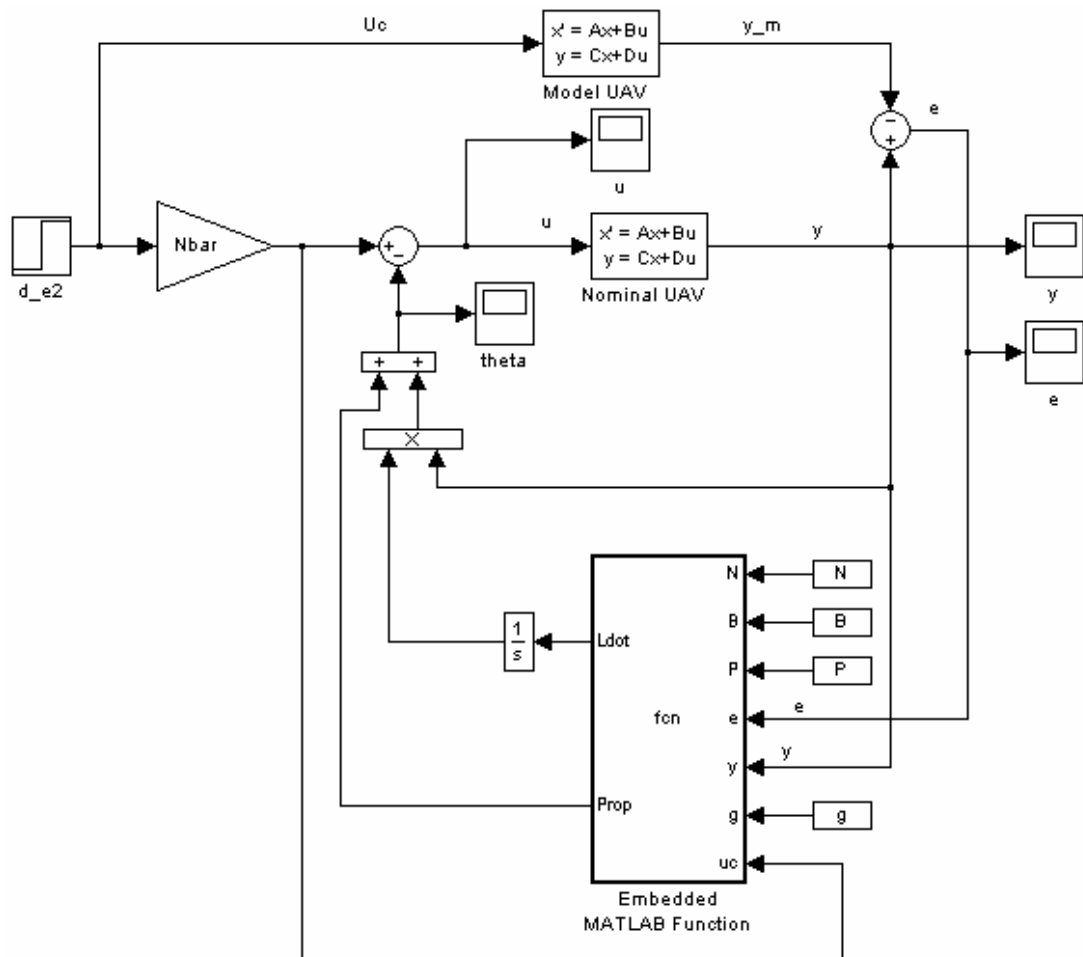 Uc
x' = Ax+Bu
y = Cx+Du
Model UAV
y_m
−
+
e
u
d_e2
Nbar
+
−
u
x' = Ax+Bu
y = Cx+Du
Nominal UAV
y
y
theta
e
+ +
×
1
s
Ldot
Prop
fcn
N
B
P
e
y
g
uc
N
B
P
e
y
g
Embedded
MATLAB Function